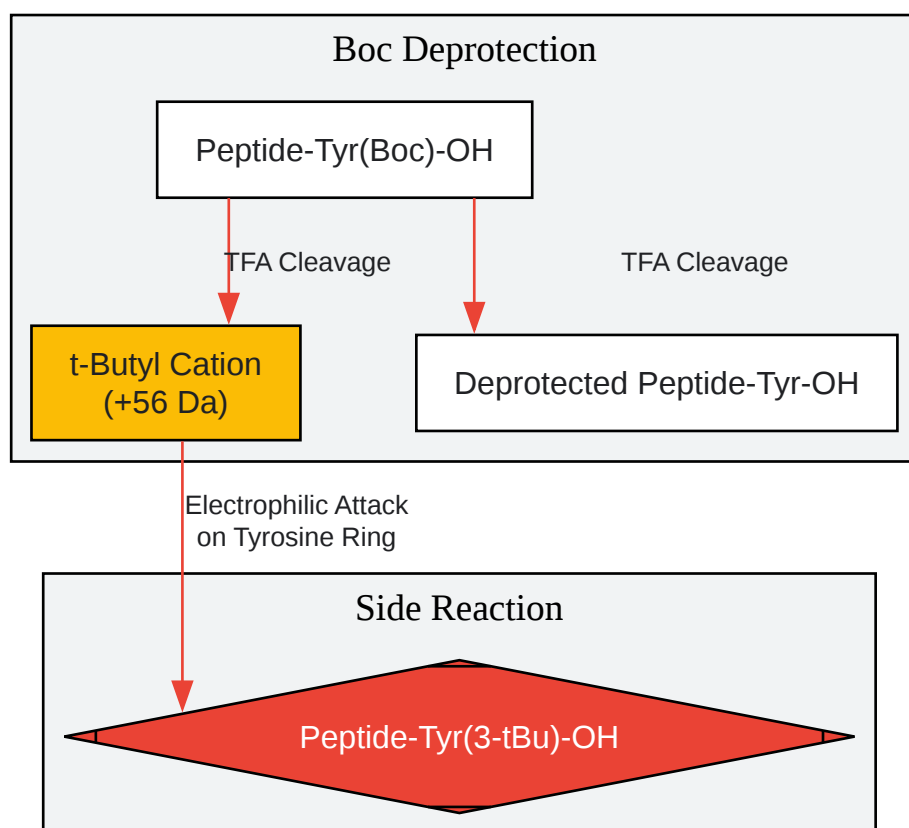 Boc Deprotection
Peptide-Tyr(Boc)-OH
TFA Cleavage
TFA Cleavage
t-Butyl Cation
(+56 Da)
Deprotected Peptide-Tyr-OH
Electrophilic Attack
on Tyrosine Ring
Side Reaction
Peptide-Tyr(3-tBu)-OH